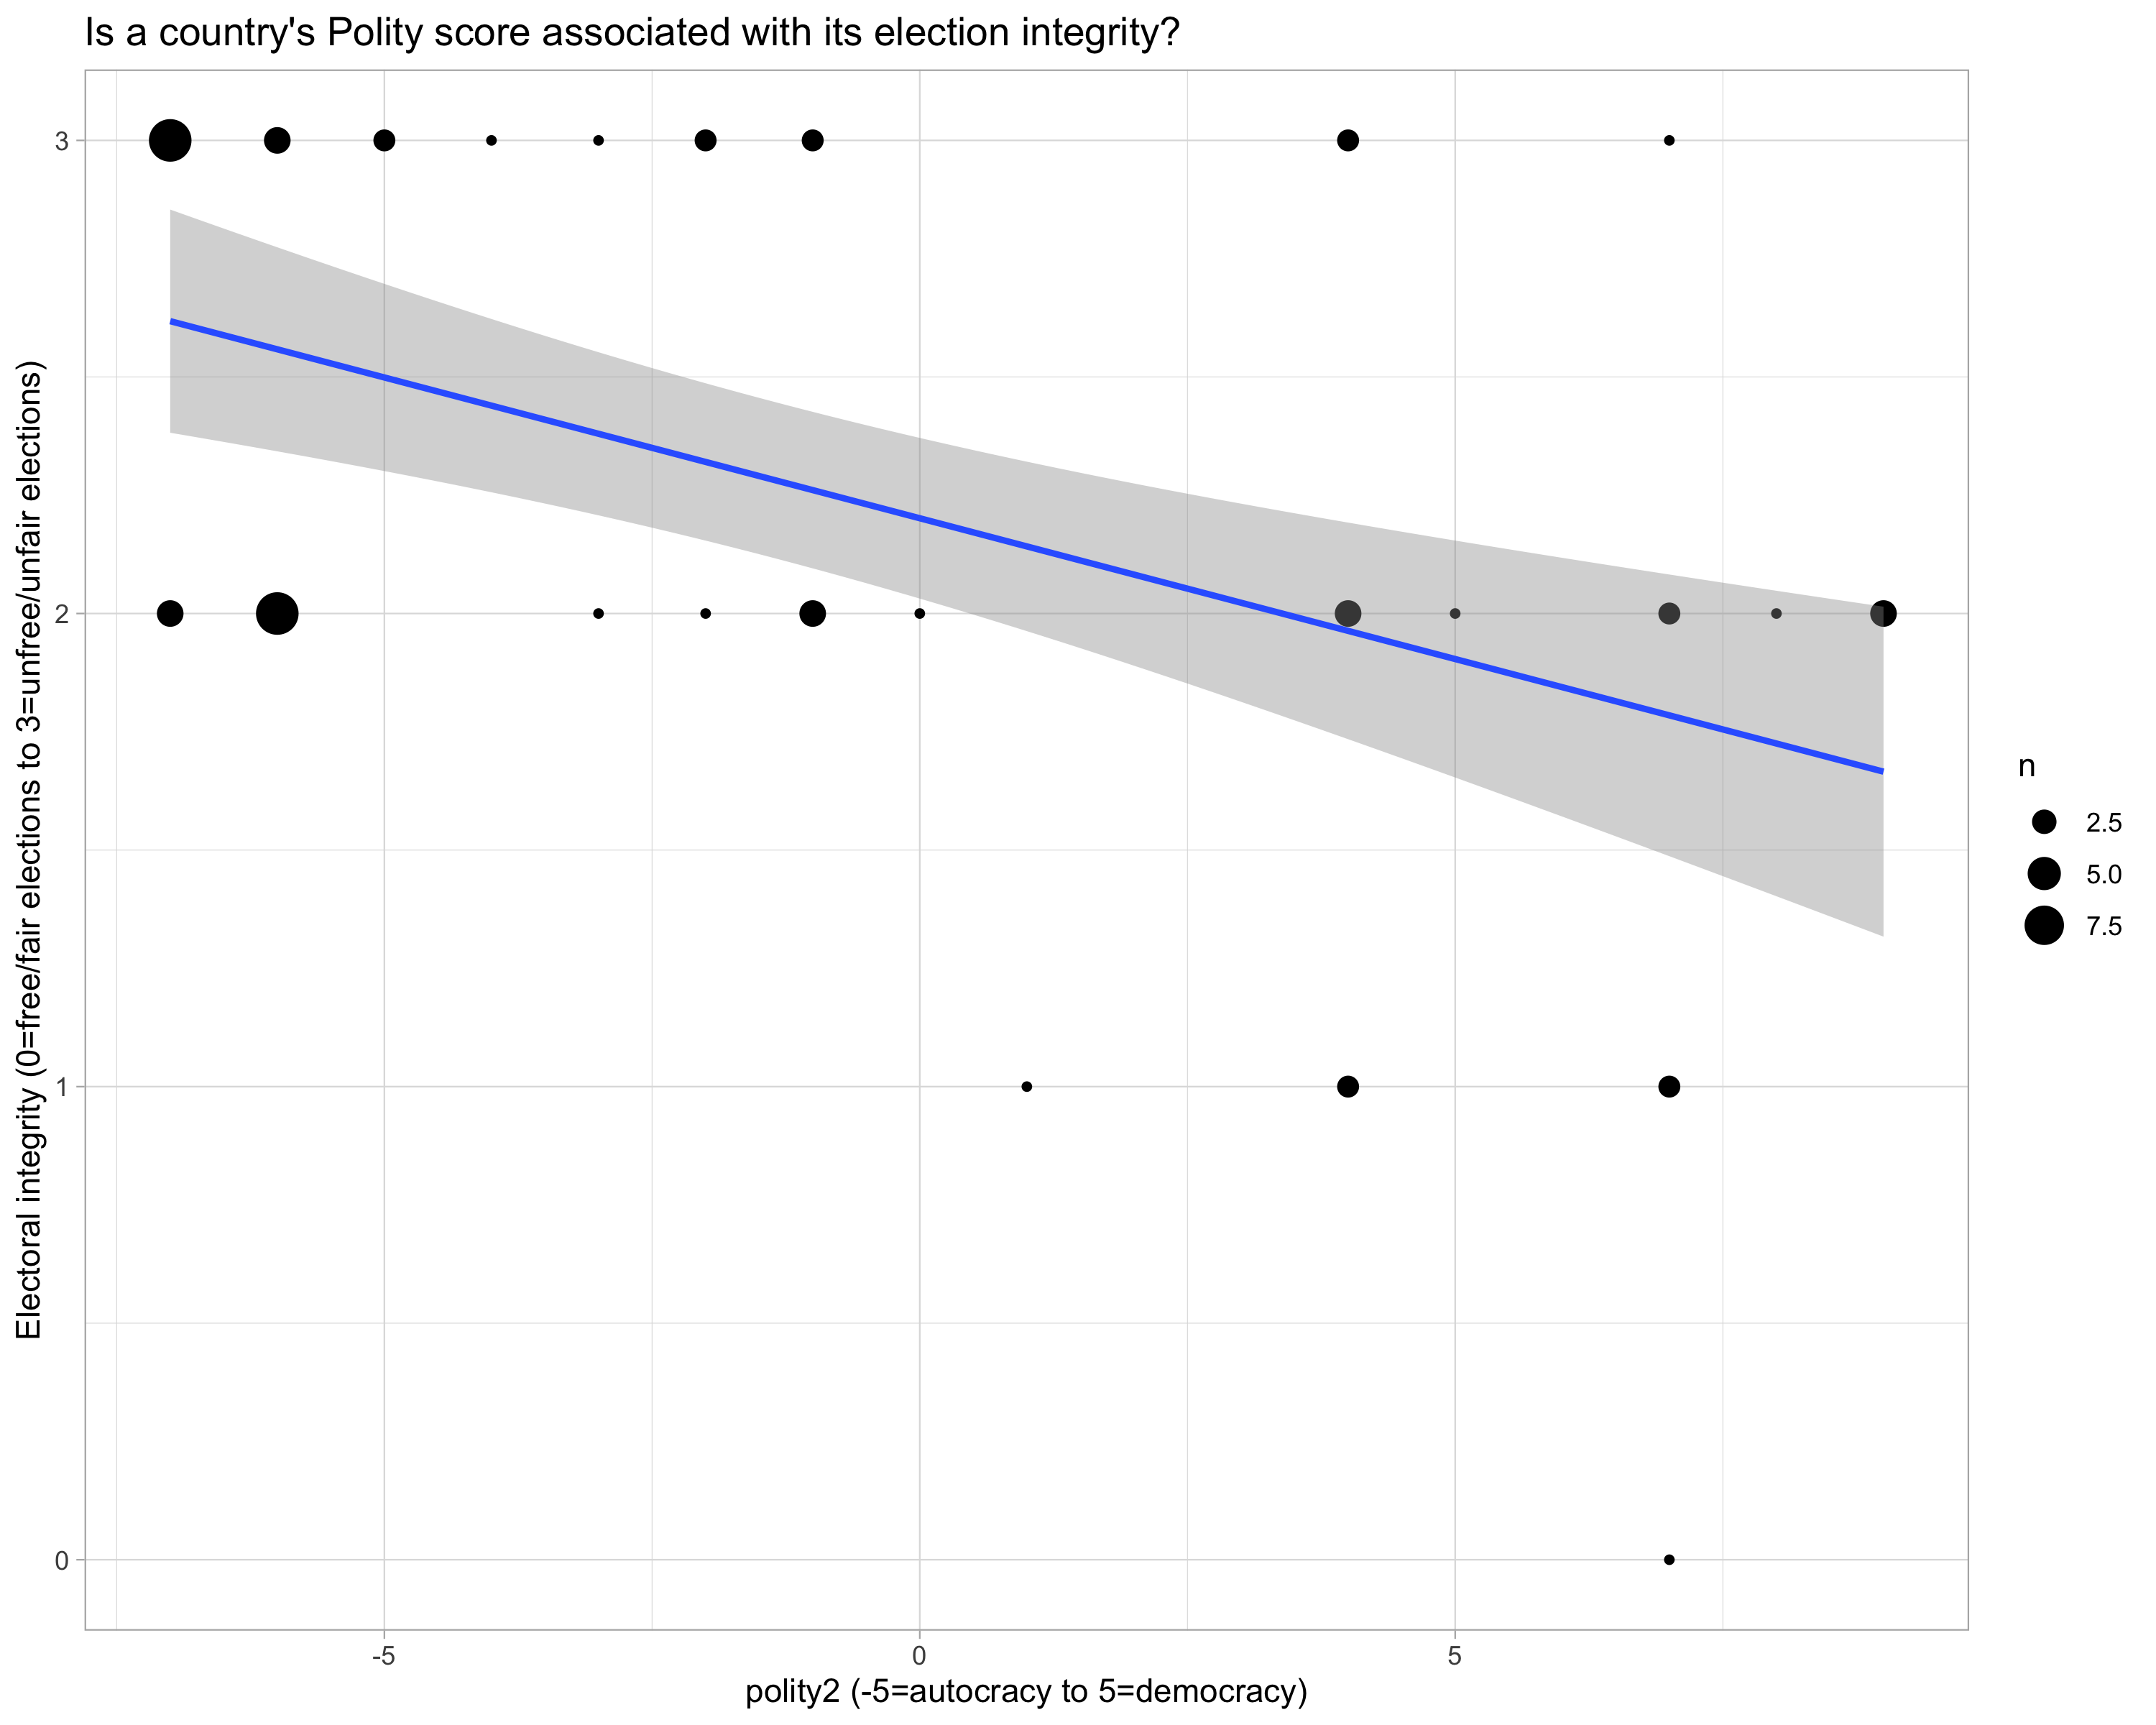 Is a country's Polity score associated with its election integrity?
Electoral integrity (0=free/fair elections to 3=unfree/unfair elections)
3
2
1
0
-5
0
5
polity2 (-5=autocracy to 5=democracy)
n
2.5
5.0
7.5